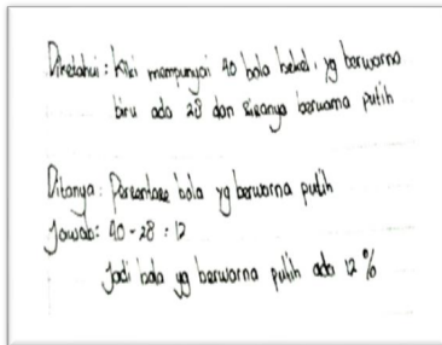 Diketahui : Kiki mempunyai 40 bola bekel, yg berwarna
biru ada 28 dan sisanya berwarna putih
Ditanya : Persentase bola yg berwarna putih
Jawab : 40 - 28 : 12
Jadi bola yg berwarna putih ada 12 %